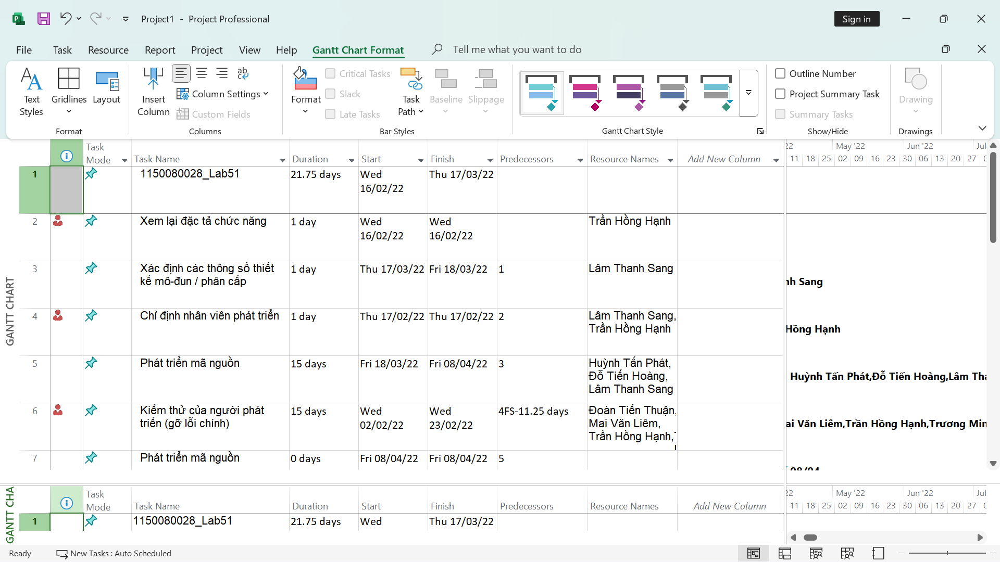 Project1 - Project Professional
Sign in
File Task Resource Report Project View Help Gantt Chart Format Tell me what you want to do
Text Styles
Gridlines
Layout
Format
Insert Column
Column Settings
Custom Fields
Columns
Format
Critical Tasks
Slack
Late Tasks
Task Path
Baseline
Slippage
Bar Styles
Gantt Chart Style
Outline Number
Project Summary Task
Summary Tasks
Show/Hide
Drawing
Drawings
Task Mode Task Name Duration Start Finish Predecessors Resource Names Add New Column
22 May '22 Jun '22 Jul
11 18 25 02 09 16 23 30 06 13 20 27
GANTT CHART
1 1150080028_Lab51 21.75 days Wed 16/02/22 Thu 17/03/22
2 Xem lại đặc tả chức năng 1 day Wed 16/02/22 Wed 16/02/22 Trần Hồng Hạnh
3 Xác định các thông số thiết kế mô-đun / phân cấp 1 day Thu 17/03/22 Fri 18/03/22 1 Lâm Thanh Sang
nh Sang
4 Chỉ định nhân viên phát triển 1 day Thu 17/02/22 Thu 17/02/22 2 Lâm Thanh Sang, Trần Hồng Hạnh
Hồng Hạnh
5 Phát triển mã nguồn 15 days Fri 18/03/22 Fri 08/04/22 3 Huỳnh Tấn Phát, Đỗ Tiến Hoàng, Lâm Thanh Sang
Huỳnh Tấn Phát,Đỗ Tiến Hoàng,Lâm Tha
6 Kiểm thử của người phát triển (gỡ lỗi chính) 15 days Wed 02/02/22 Wed 23/02/22 4FS-11.25 days Đoàn Tiến Thuận, Mai Văn Liêm, Trần Hồng Hạnh,
ai Văn Liêm,Trần Hồng Hạnh,Trương Min
7 Phát triển mã nguồn 0 days Fri 08/04/22 Fri 08/04/22 5
08/04
GANTT CHA
Task Mode Task Name Duration Start Finish Predecessors Resource Names Add New Column
22 May '22 Jun '22 Jul
11 18 25 02 09 16 23 30 06 13 20 27
1 1150080028_Lab51 21.75 days Wed Thu 17/03/22
Ready New Tasks : Auto Scheduled